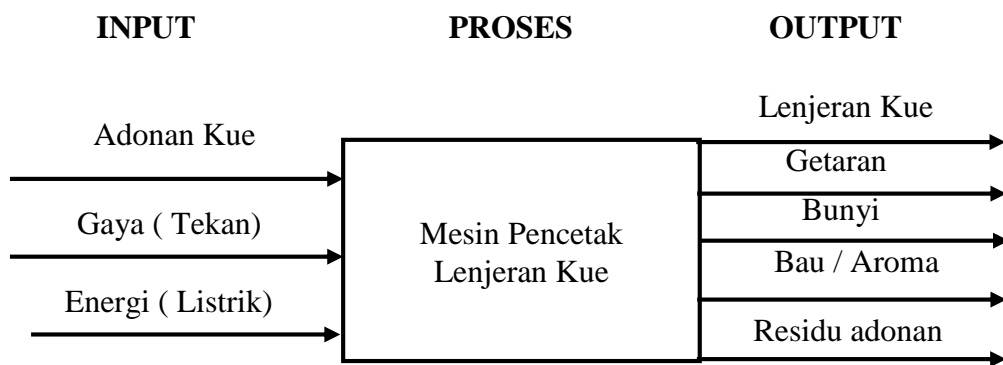 INPUT
PROSES
OUTPUT
Adonan Kue
Gaya ( Tekan)
Energi ( Listrik)
Mesin Pencetak
Lenjeran Kue
Lenjeran Kue
Getaran
Bunyi
Bau / Aroma
Residu adonan